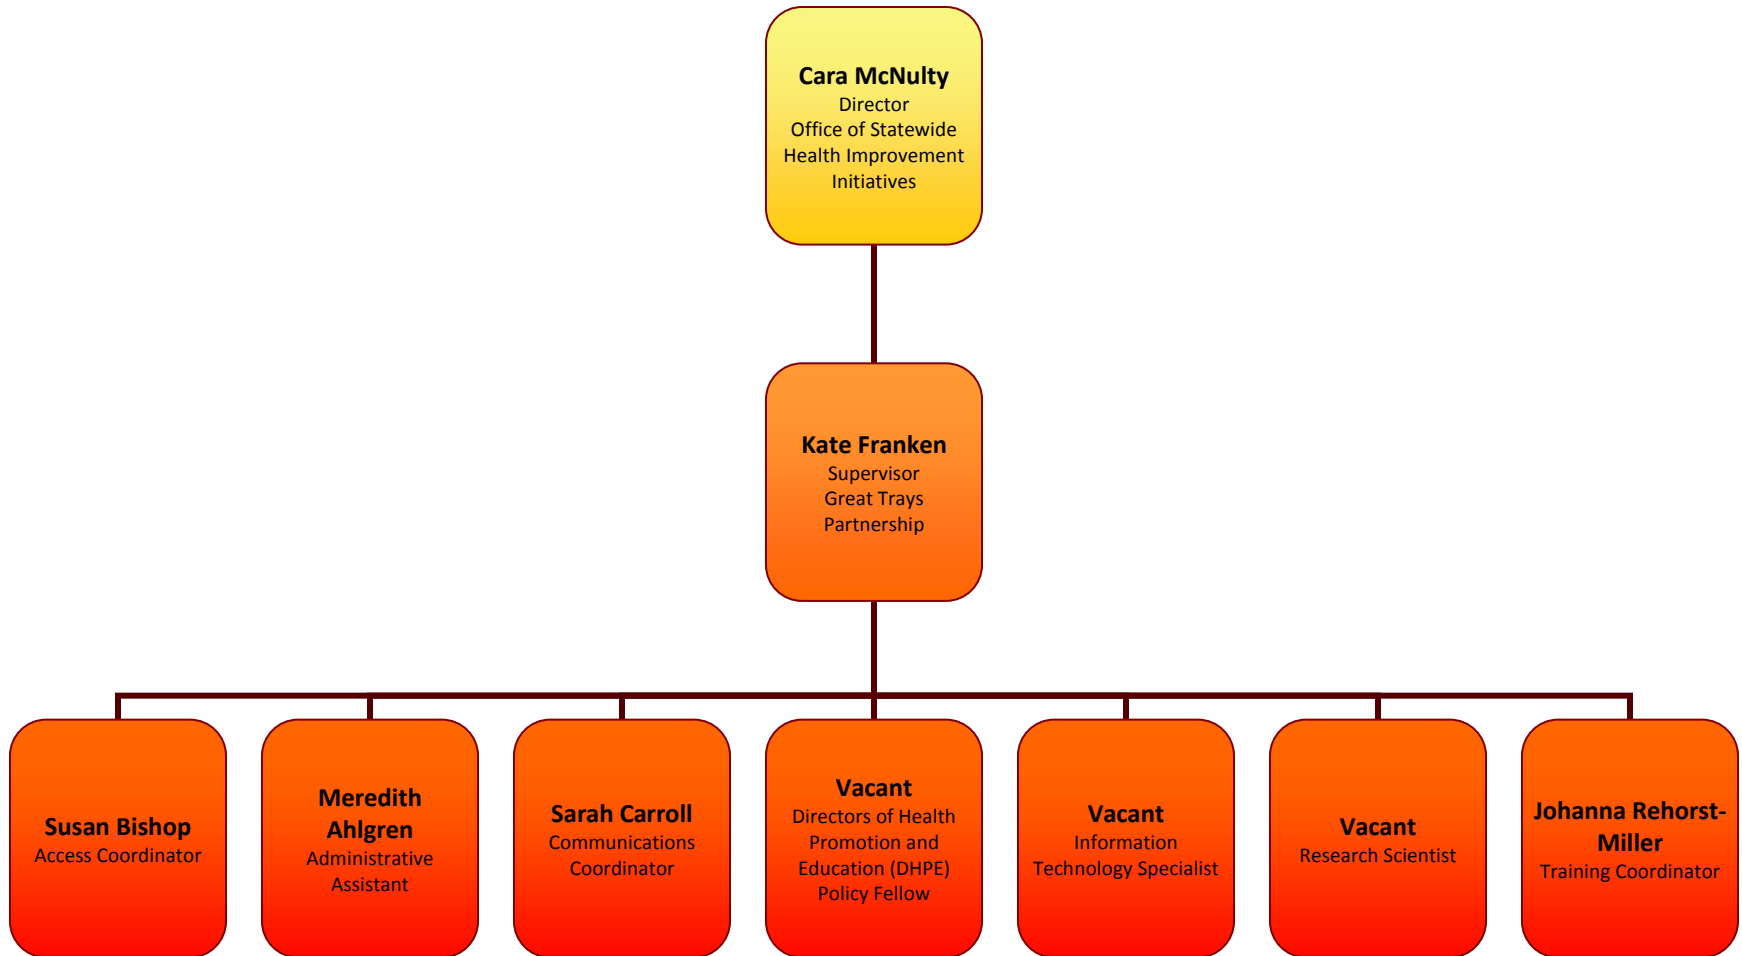 Cara McNulty
Director
Office of Statewide
Health Improvement
Initiatives
Kate Franken
Supervisor
Great Trays
Partnership
Susan Bishop
Access Coordinator
Meredith
Ahlgren
Administrative
Assistant
Sarah Carroll
Communications
Coordinator
Vacant
Directors of Health
Promotion and
Education (DHPE)
Policy Fellow
Vacant
Information
Technology Specialist
Vacant
Research Scientist
Johanna Rehorst-
Miller
Training Coordinator